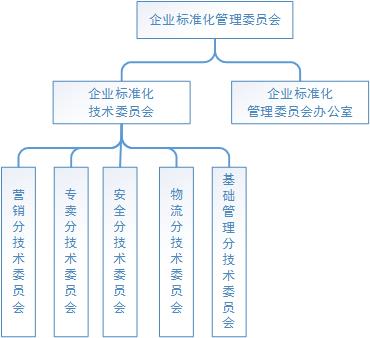 企业标准化管理委员会
企业标准化
技术委员会
企业标准化
管理委员会办公室
营销分技术委员会
专卖分技术委员会
安全分技术委员会
物流分技术委员会
基础管理分技术委员会